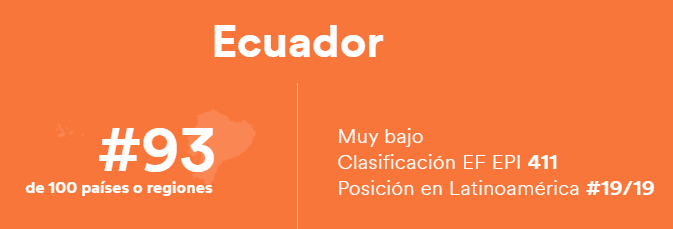 Ecuador
#93
de 100 países o regiones
Muy bajo
Clasificación EF EPI 411
Posición en Latinoamérica #19/19